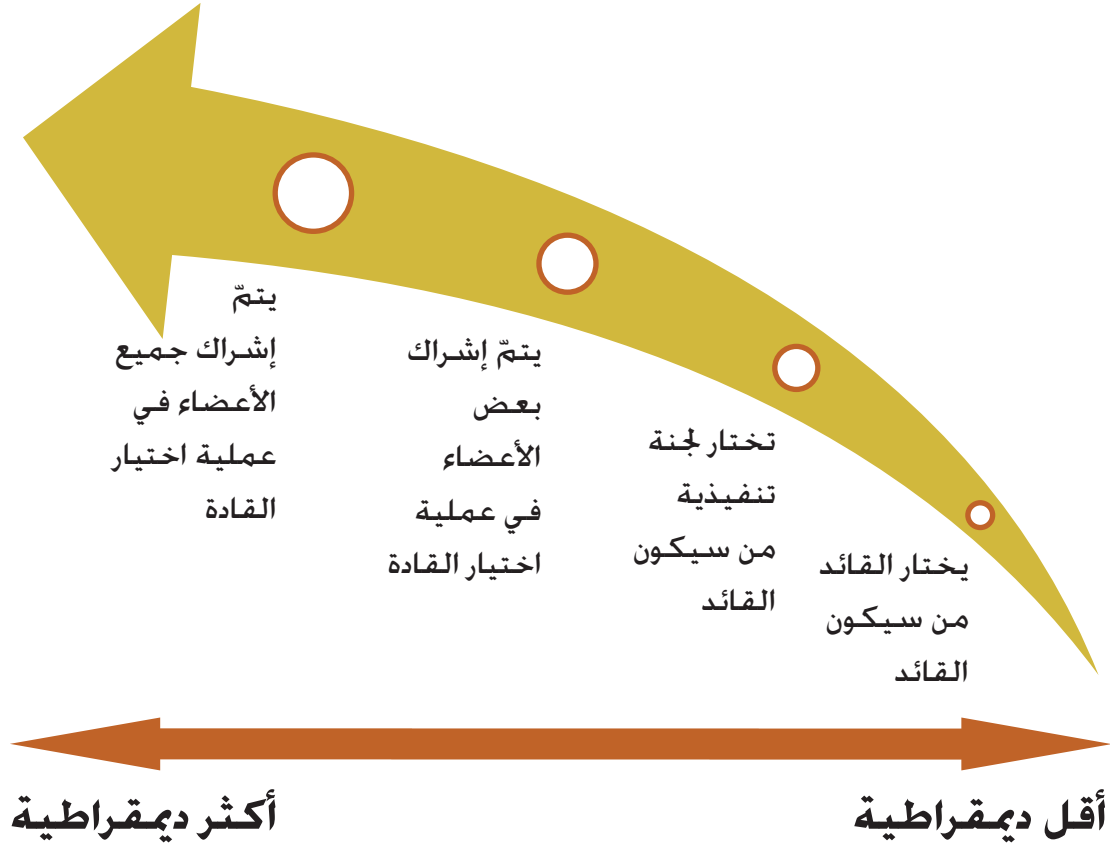 يختار القائد
من سيكون
القائد
تختار لجنة
تنفيذية
من سيكون
القائد
يتمّ إشراك
بعض
الأعضاء
في عملية
اختيار القادة
يتمّ
إشراك جميع
الأعضاء في
عملية اختيار
القادة
أقل ديمقراطية
أكثر ديمقراطية